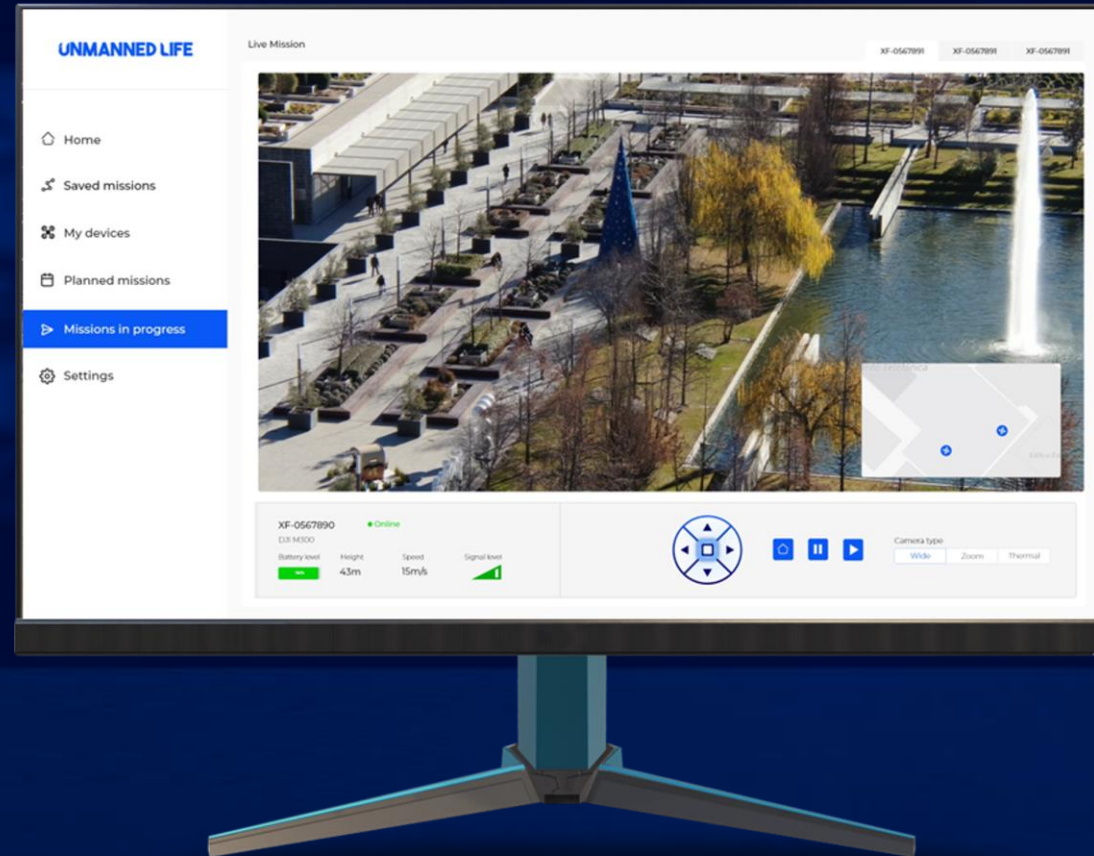 UNMANNED LIFE
Home
Saved missions
My devices
Planned missions
Missions in progress
Settings
Live Mission
XF-0567891 XF-0567891 XF-0567891
Telefónica
XF-0567890 Online
DJI M300
Battery level Height Speed Signal level
43m 15m/s
Camera type
Wide Zoom Thermal